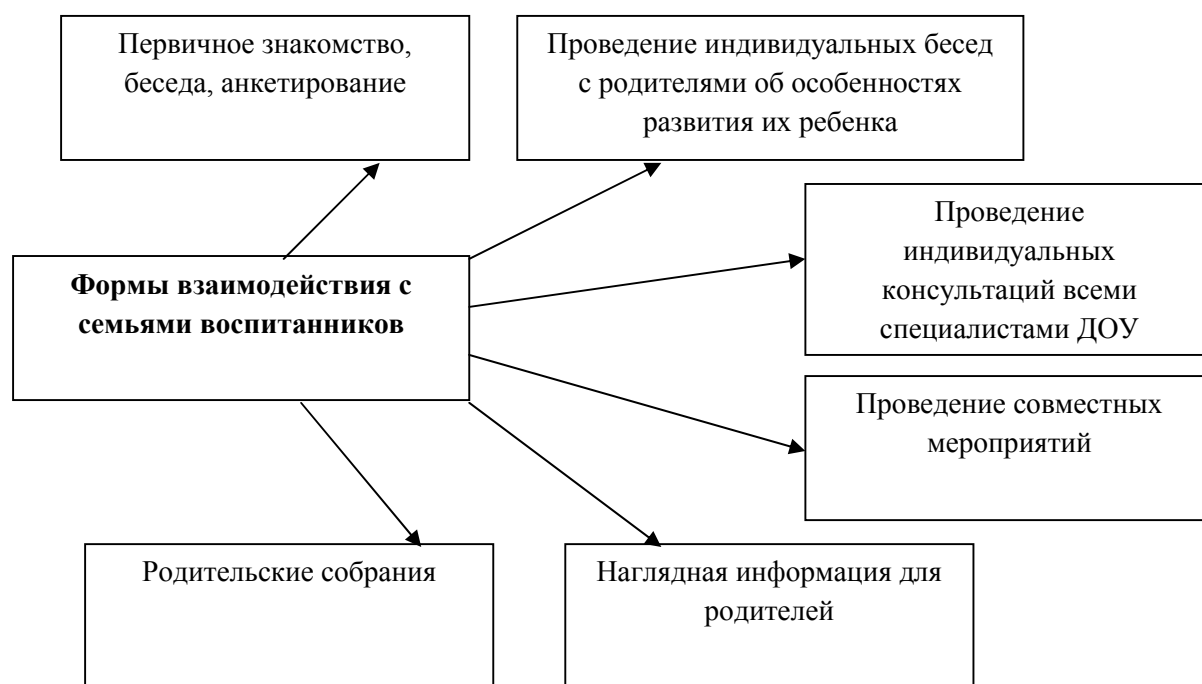 Первичное знакомство,
беседа, анкетирование
Проведение индивидуальных бесед
с родителями об особенностях
развития их ребенка
Проведение
индивидуальных
консультаций всеми
специалистами ДОУ
Формы взаимодействия с
семьями воспитанников
Проведение совместных
мероприятий
Родительские собрания
Наглядная информация для
родителей